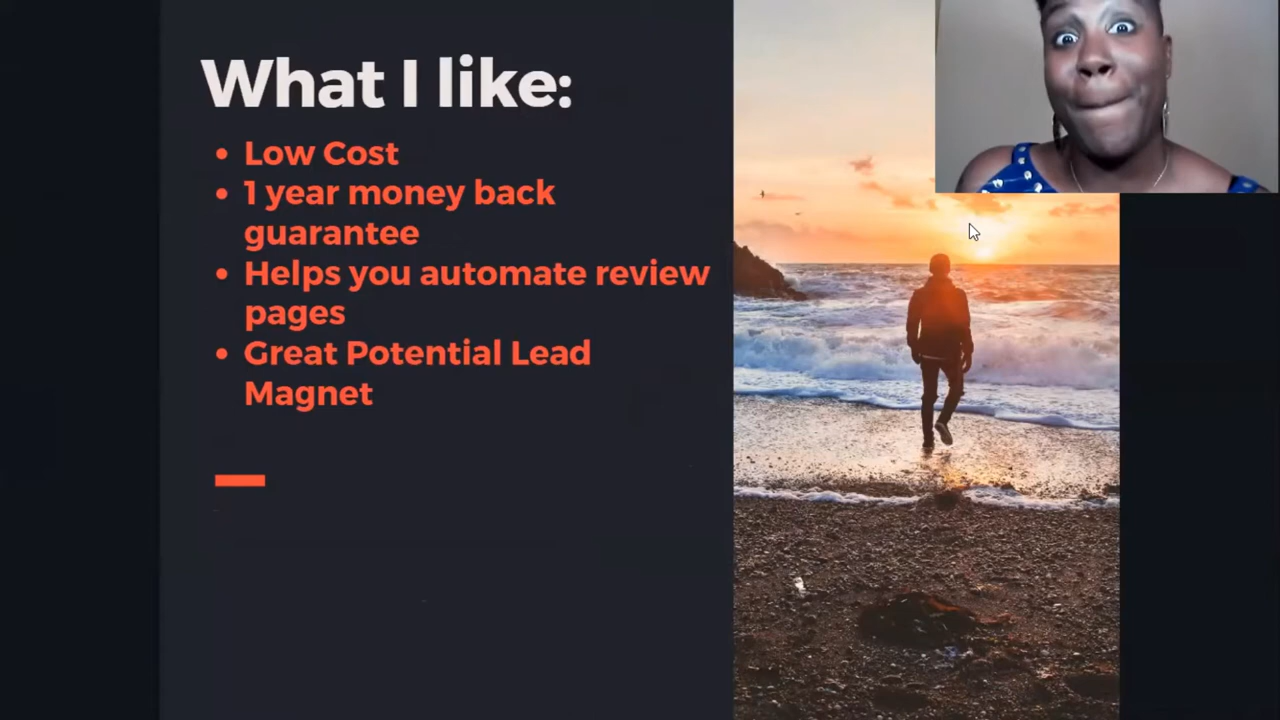 What I like:
Low Cost
1 year money back
guarantee
Helps you automate review
pages
Great Potential Lead
Magnet